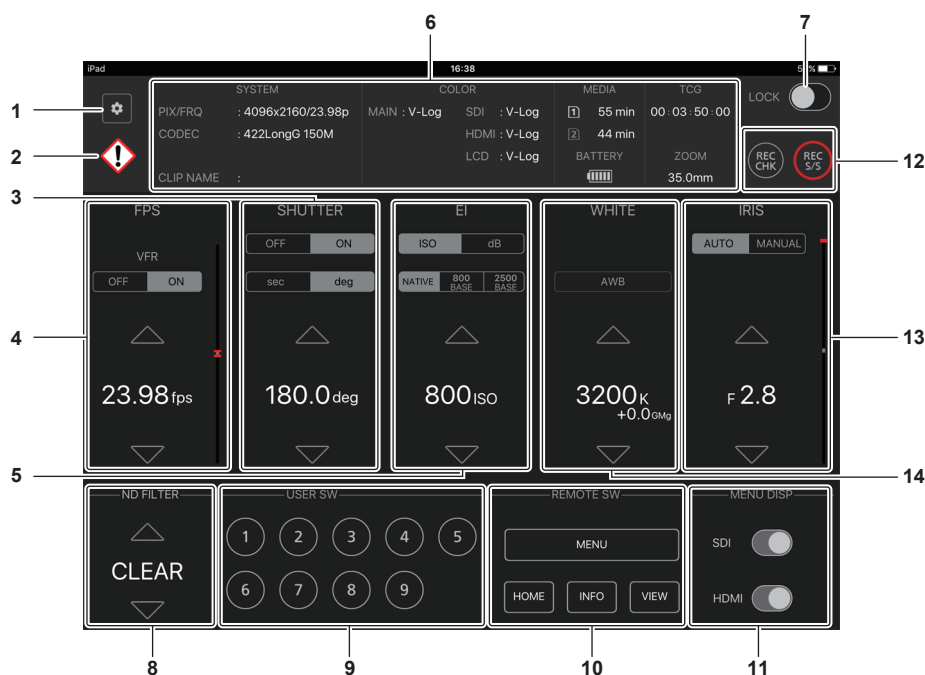 6 7
iPad 16:38 5 %
1 SYSTEM COLOR MEDIA TCG LOCK
PIX/FRQ : 4096x2160/23.98p MAIN : V-Log SDI : V-Log 1 55 min 00:03:50:00
CODEC : 422LongG 150M HDMI : V-Log 2 44 min
2 LCD : V-Log BATTERY ZOOM REC CHK REC S/S 12
CLIP NAME : 35.0mm
3
FPS SHUTTER EI WHITE IRIS
OFF ON ISO dB AUTO MANUAL
VFR
OFF ON sec deg NATIVE 800 BASE 2500 BASE AWB
4 13
23.98 fps 180.0 deg 800 ISO 3200 K F 2.8
+0.0 GMg
5 14
ND FILTER USER SW REMOTE SW MENU DISP
1 2 3 4 5 MENU SDI
CLEAR
6 7 8 9 HOME INFO VIEW HDMI
8 9 10 11